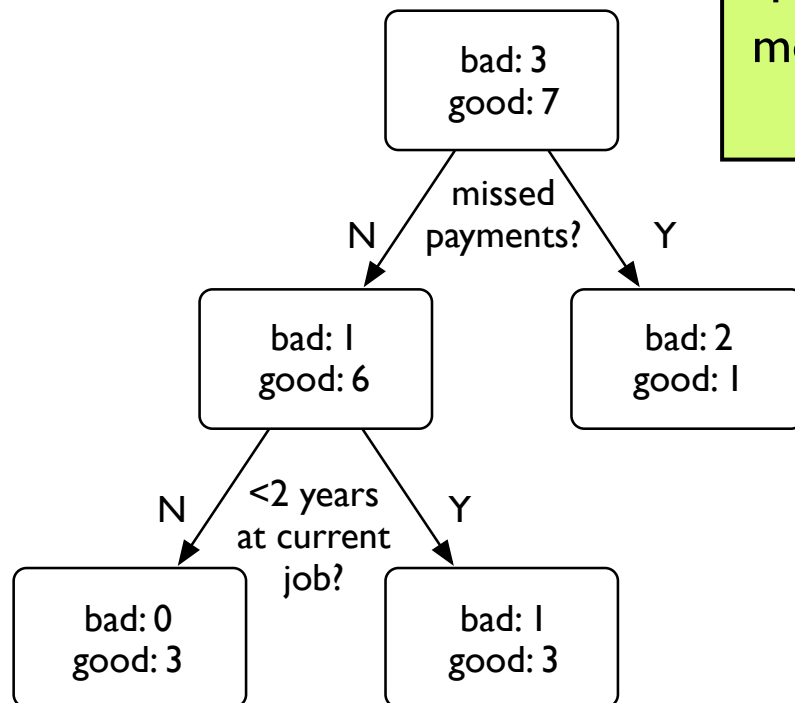 bad: 3
good: 7
missed
payments?
N
Y
bad: 1
good: 6
bad: 2
good: 1
<2 years
at current
job?
N
Y
bad: 0
good: 3
bad: 1
good: 3